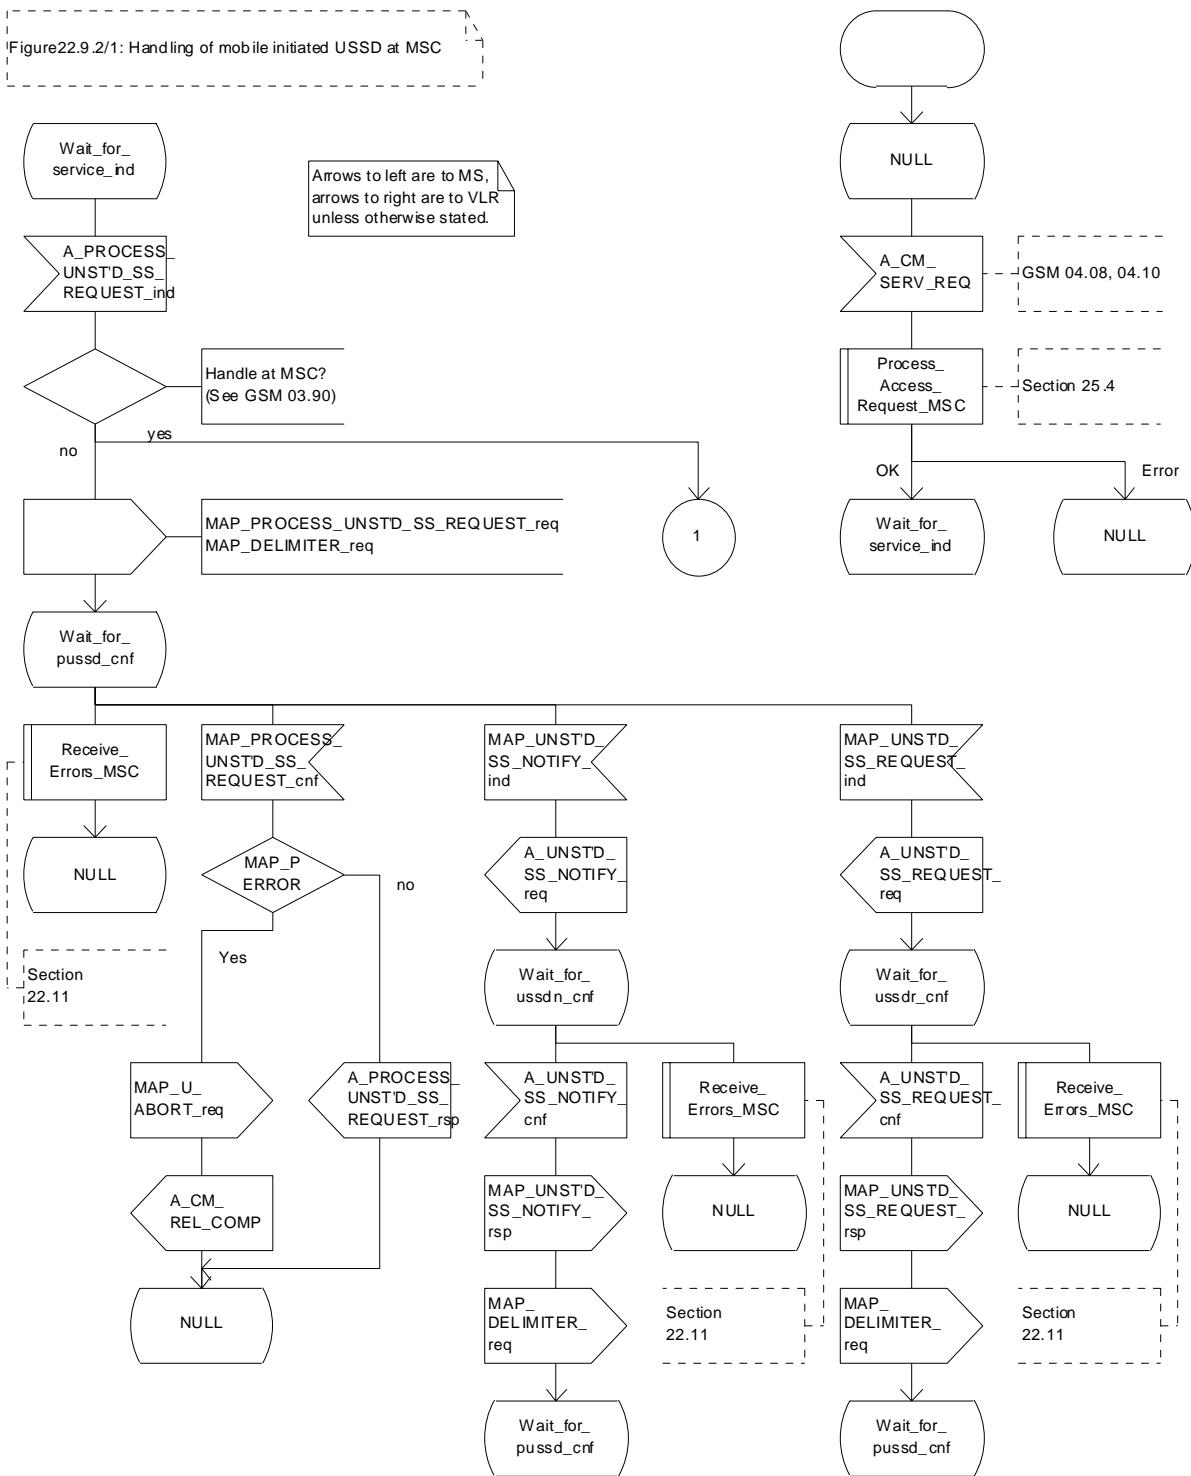 Figure22.9.2/1: Handling of mobile initiated USSD at MSC
Wait_for_
service_ind
Arrows to left are to MS,
arrows to right are to VLR
unless otherwise stated.
NULL
A_PROCESS_
UNST'D_SS_
REQUEST_ind
A_CM_
SERV_REQ
GSM 04.08, 04.10
Handle at MSC?
(See GSM 03.90)
Process_
Access_
Request_MSC
Section 25.4
no
yes
OK
Error
MAP_PROCESS_UNST'D_SS_REQUEST_req
MAP_DELIMITER_req
1
Wait_for_
service_ind
NULL
Wait_for_
pussd_cnf
Receive_
Errors_MSC
MAP_PROCESS_
UNST'D_SS_
REQUEST_cnf
MAP_UNST'D_
SS_NOTIFY_
ind
MAP_UNST'D_
SS_REQUEST_
ind
NULL
MAP_P
ERROR
no
A_UNST'D_
SS_NOTIFY_
req
A_UNST'D_
SS_REQUEST_
req
Yes
Section
22.11
Wait_for_
ussdn_cnf
Wait_for_
ussdr_cnf
MAP_U_
ABORT_req
A_PROCESS_
UNST'D_SS_
REQUEST_rsp
A_UNST'D_
SS_NOTIFY_
cnf
Receive_
Errors_MSC
A_UNST'D_
SS_REQUEST_
cnf
Receive_
Errors_MSC
A_CM_
REL_COMP
MAP_UNST'D_
SS_NOTIFY_
rsp
NULL
MAP_UNST'D_
SS_REQUEST_
rsp
NULL
NULL
MAP_
DELIMITER_
req
Section
22.11
MAP_
DELIMITER_
req
Section
22.11
Wait_for_
pussd_cnf
Wait_for_
pussd_cnf